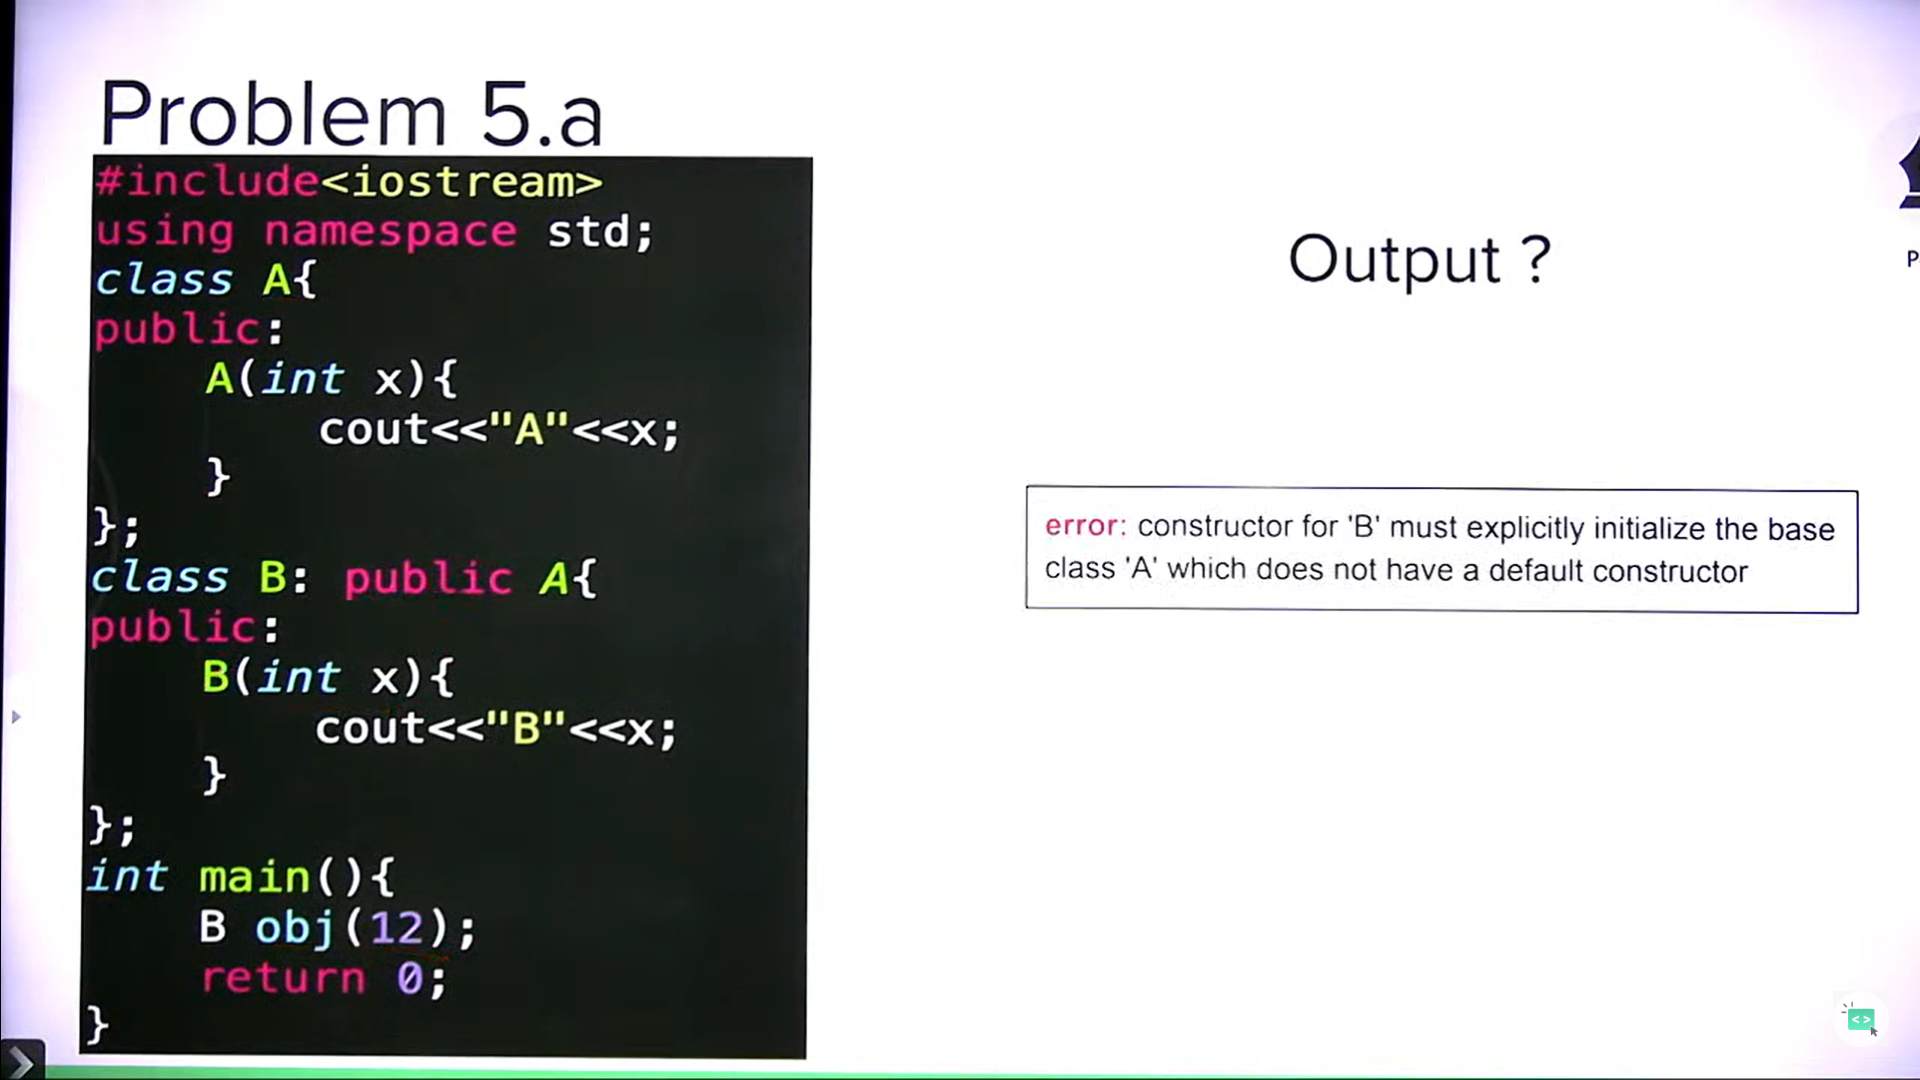 Problem 5.a
#include<iostream>
using namespace std;
class A{
public:
A(int x){
cout<<"A"<<x;
}
};
class B: public A{
public:
B(int x){
cout<<"B"<<x;
}
};
int main(){
B obj(12);
return 0;
}
Output ?
error: constructor for 'B' must explicitly initialize the base
class 'A' which does not have a default constructor
P
<>